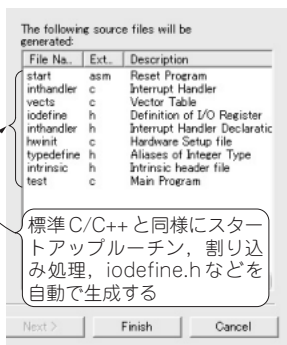 The following source files will be
generated:
File Na.. Ext.. Description
start asm Reset Program
inthandler c Interrupt Handler
vects c Vector Table
iodefine h Definition of I/O Register
inthandler h Interrupt Handler Declaratic
hwinit c Hardware Setup file
typedefine h Aliases of Integer Type
intrinsic h Intrinsic header file
test c Main Program
標準C/C++と同様にスター
トアップルーチン，割り込
み処理，iodefine.hなどを
自動で生成する
Next > Finish Cancel